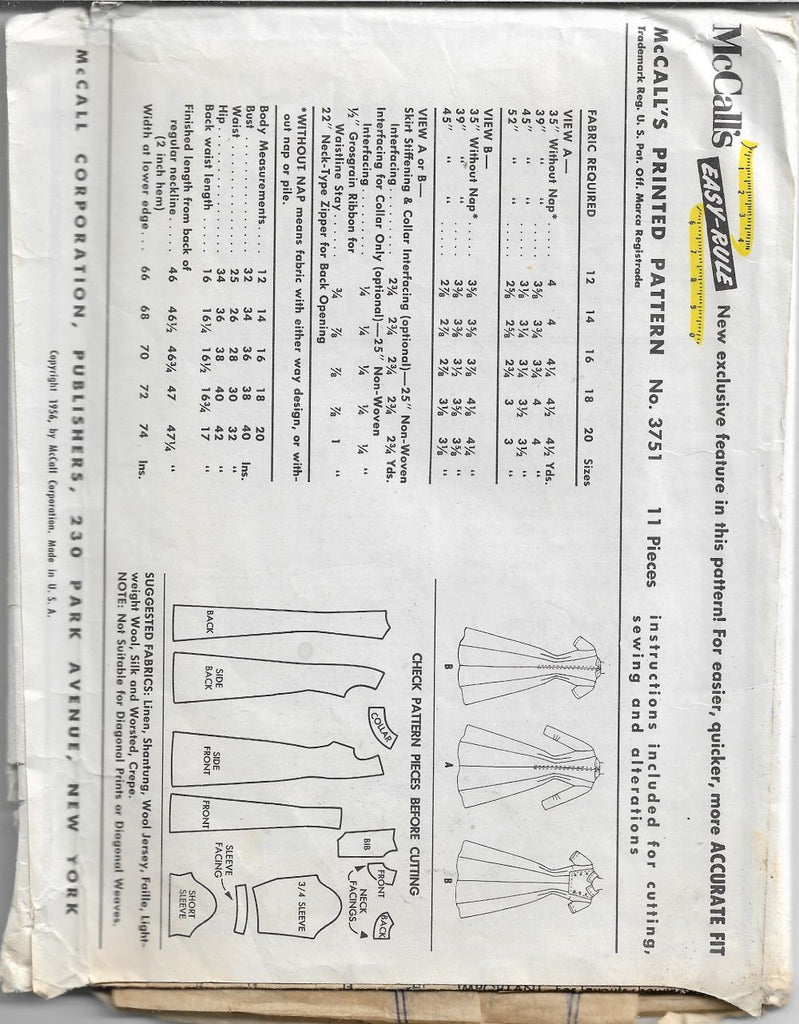 McCall's EASY-RULE New exclusive feature in this pattern! For easier, quicker, more ACCURATE FIT
1 2 3 4
6 7 8 9
McCALL'S PRINTED PATTERN No. 3751 11 Pieces instructions included for cutting,
sewing and alterations
Trademark Reg. U. S. Pat. Off. Marca Registrada
FABRIC REQUIRED 12 14 16 18 20 Sizes
VIEW A—
35" Without Nap* ..... 4 4 4¼ 4½ 4½ Yds.
39" " " ..... 3⅝ 3¾ 3¾ 4 4 "
45" " " ..... 3⅛ 3¼ 3¼ 3½ 3½ "
52" " " ..... 2⅝ 2⅝ 2¾ 3 3 "
VIEW B—
35" Without Nap* ..... 3⅝ 3⅝ 3⅞ 4⅛ 4¼ "
39" " " ..... 3⅜ 3⅜ 3½ 3⅝ 3⅝ "
45" " " ..... 2⅞ 2⅞ 2⅞ 3⅛ 3⅛ "
VIEW A or B—
Skirt Stiffening & Collar Interfacing (optional)—25" Non-Woven
Interfacing ..... 2¾ 2¾ 2¾ 2¾ 2¾ Yds.
Interfacing for Collar Only (optional)—25" Non-Woven
Interfacing ..... ¼ ¼ ¼ ¼ ¼ "
½" Grosgrain Ribbon for
Waistline Stay ..... ¾ ⅞ ⅞ ⅞ 1 "
22" Neck-Type Zipper for Back Opening
*WITHOUT NAP means fabric with either way design, or with-
out nap or pile.
Body Measurements .... 12 14 16 18 20
Bust ........ 32 34 36 38 40 Ins.
Waist ........ 25 26 28 30 32 "
Hip ........ 34 36 38 40 42 "
Back waist length ..... 16 16¼ 16½ 16¾ 17 "
Finished length from back of
regular neckline ..... 46 46½ 46¾ 47 47¼ "
(2 inch hem)
Width at lower edge ... 66 68 70 72 74 Ins.
B A B
CHECK PATTERN PIECES BEFORE CUTTING
BACK
SIDE BACK
COLLAR
SIDE FRONT
FRONT
BIB
FRONT
BACK
NECK FACINGS
3/4 SLEEVE
SLEEVE FACING
SHORT SLEEVE
SUGGESTED FABRICS: Linen, Shantung, Wool Jersey, Faille, Light-
weight Wool, Silk and Worsted, Crepe.
NOTE: Not Suitable for Diagonal Prints or Diagonal Weaves.
McCALL CORPORATION, PUBLISHERS, 230 PARK AVENUE, NEW YORK
Copyright 1956, by McCall Corporation. Made in U. S. A.